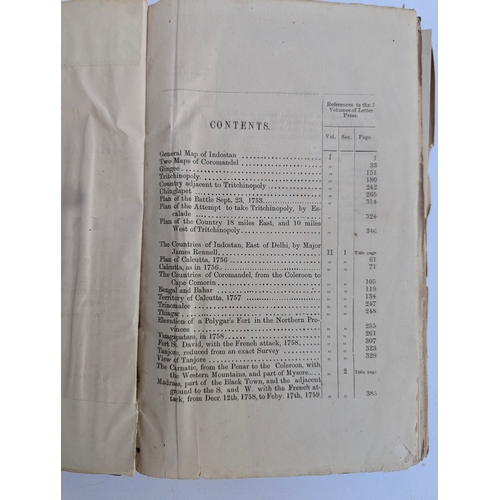 References to the 3
Volumes of Letter
Press.
CONTENTS.
Vol. Sec. Page.
General Map of Indostan I „ 1
Two Maps of Coromandel „ „ 33
Gingee „ „ 151
Tritchinopoly „ „ 180
Country adjacent to Tritchinopoly „ „ 242
Chinglapet „ „ 265
Plan of the Battle Sept. 23, 1753. „ „ 314
Plan of the Attempt to take Tritchinopoly, by Es-
calade „ 324
Plan of the Country 18 miles East, and 10 miles
West of Tritchinopoly „ 346
The Countries of Indostan, East of Delhi, by Major
James Rennell II 1 Title page
Plan of Calcutta, 1756 „ „ 61
Calcutta, as in 1756 „ „ 71
The Countries of Coromandel, from the Coleroon to
Cape Comorin „ „ 105
Bengal and Bahar „ „ 119
Territory of Calcutta, 1757 „ „ 134
Trinomalee „ „ 247
Thiagar „ „ 248
Elevation of a Polygar's Fort in the Northern Pro-
vinces „ „ 255
Vizagapatam, in 1758 „ „ 261
Fort St. David, with the French attack, 1758. „ „ 307
Tanjore, reduced from an exact Survey „ „ 323
View of Tanjore „ „ 329
The Carnatic, from the Penar to the Coleroon, with
the Western Mountains, and part of Mysore. „ 2 Title page
Madrass, part of the Black Town, and the adjacent
ground to the S. and W. with the French at-
tack, from Decr. 12th, 1758, to Feby. 17th, 1759. „ „ 385